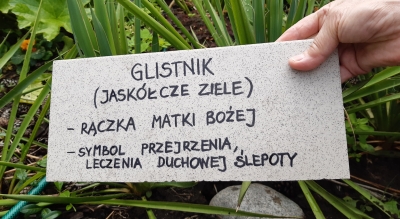 GLISTNIK
(JASKÓŁCZE ZIELE)
- RĄCZKA MATKI BOŻEJ
- SYMBOL PRZEJRZENIA,
LECZENIA DUCHOWEJ ŚLEPOTY